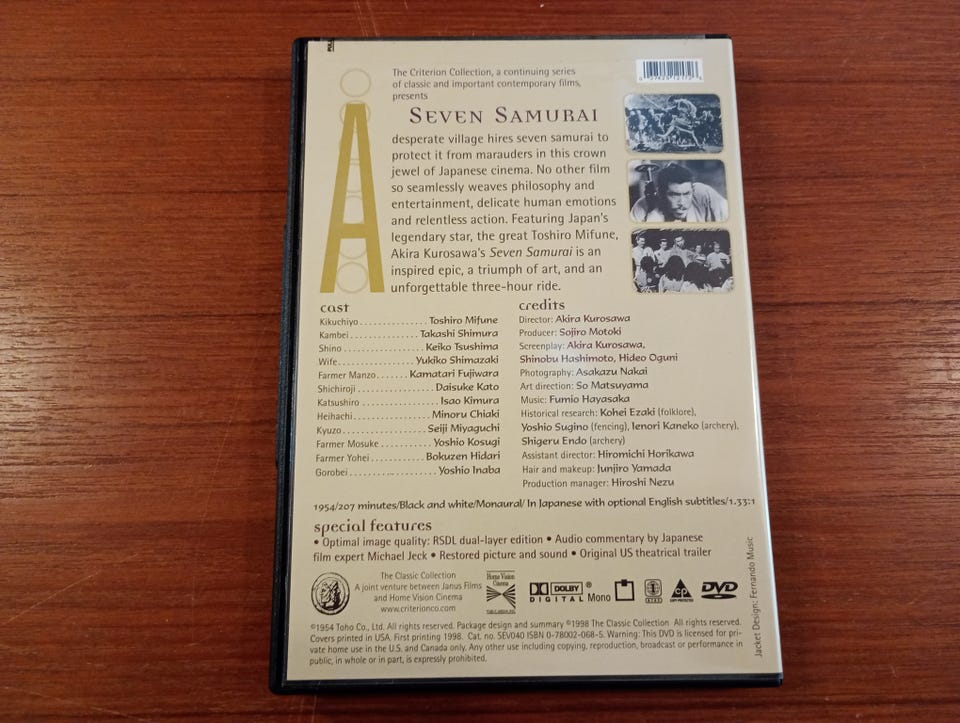 The Criterion Collection, a continuing series
of classic and important contemporary films,
presents
SEVEN SAMURAI
A desperate village hires seven samurai to
protect it from marauders in this crown
jewel of Japanese cinema. No other film
so seamlessly weaves philosophy and
entertainment, delicate human emotions
and relentless action. Featuring Japan's
legendary star, the great Toshiro Mifune,
Akira Kurosawa's Seven Samurai is an
inspired epic, a triumph of art, and an
unforgettable three-hour ride.
cast
Kikuchiyo . . . . . . . . . . . . . . Toshiro Mifune
Kambei . . . . . . . . . . . . . . Takashi Shimura
Shino . . . . . . . . . . . . . . . . Keiko Tsushima
Wife. . . . . . . . . . . . . . . . Yukiko Shimazaki
Farmer Manzo. . . . . . . Kamatari Fujiwara
Shichiroji . . . . . . . . . . . . . . . . Daisuke Kato
Katsushiro . . . . . . . . . . . . . . . Isao Kimura
Heihachi . . . . . . . . . . . . . . . Minoru Chiaki
Kyuzo . . . . . . . . . . . . . . . . Seiji Miyaguchi
Farmer Mosuke . . . . . . . . . . Yoshio Kosugi
Farmer Yohei . . . . . . . . . . Bokuzen Hidari
Gorobei . . . . . . . . . . . . . . . . . Yoshio Inaba
credits
Director: Akira Kurosawa
Producer: Sojiro Motoki
Screenplay: Akira Kurosawa,
Shinobu Hashimoto, Hideo Oguni
Photography: Asakazu Nakai
Art direction: So Matsuyama
Music: Fumio Hayasaka
Historical research: Kohei Ezaki (folklore),
Yoshio Sugino (fencing), Ienori Kaneko (archery),
Shigeru Endo (archery)
Assistant director: Hiromichi Horikawa
Hair and makeup: Junjiro Yamada
Production manager: Hiroshi Nezu
1954/207 minutes/Black and white/Monaural/ In Japanese with optional English subtitles/1.33:1
special features
• Optimal image quality: RSDL dual-layer edition • Audio commentary by Japanese
film expert Michael Jeck • Restored picture and sound • Original US theatrical trailer
The Classic Collection
A joint venture between Janus Films
and Home Vision Cinema
www.criterionco.com
Home Vision
Cinema
DOLBY ®
DIGITAL Mono
DVD
©1954 Toho Co., Ltd. All rights reserved. Package design and summary ©1998 The Classic Collection All rights reserved.
Covers printed in USA. First printing 1998. Cat. no. SEV040 ISBN 0-78002-068-5. Warning: This DVD is licensed for pri-
vate home use in the U.S. and Canada only. Any other use including copying, reproduction, broadcast or performance in
public, in whole or in part, is expressly prohibited.
Jacket Design: Fernando Music